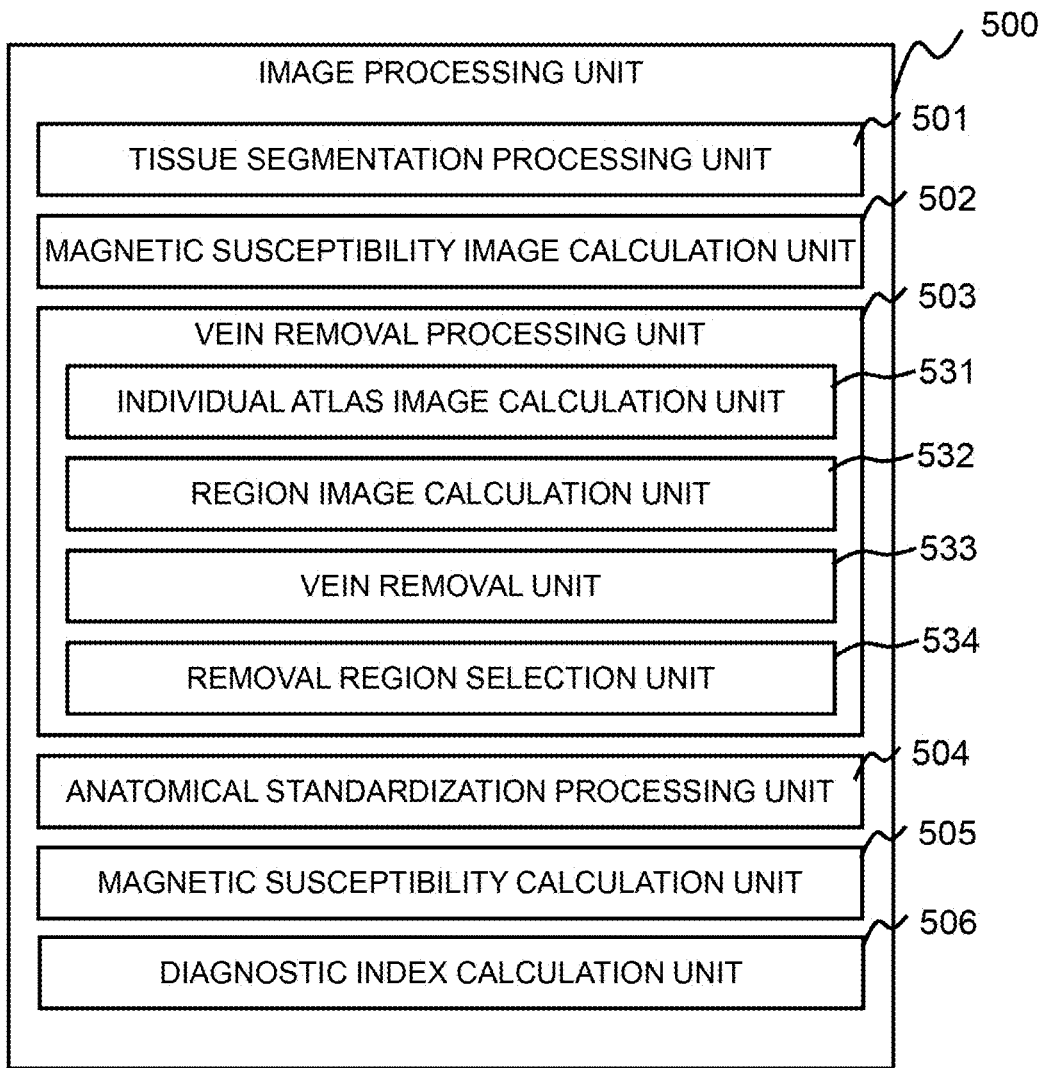 500
IMAGE PROCESSING UNIT
501
TISSUE SEGMENTATION PROCESSING UNIT
502
MAGNETIC SUSCEPTIBILITY IMAGE CALCULATION UNIT
503
VEIN REMOVAL PROCESSING UNIT
531
INDIVIDUAL ATLAS IMAGE CALCULATION UNIT
532
REGION IMAGE CALCULATION UNIT
533
VEIN REMOVAL UNIT
534
REMOVAL REGION SELECTION UNIT
504
ANATOMICAL STANDARDIZATION PROCESSING UNIT
505
MAGNETIC SUSCEPTIBILITY CALCULATION UNIT
506
DIAGNOSTIC INDEX CALCULATION UNIT